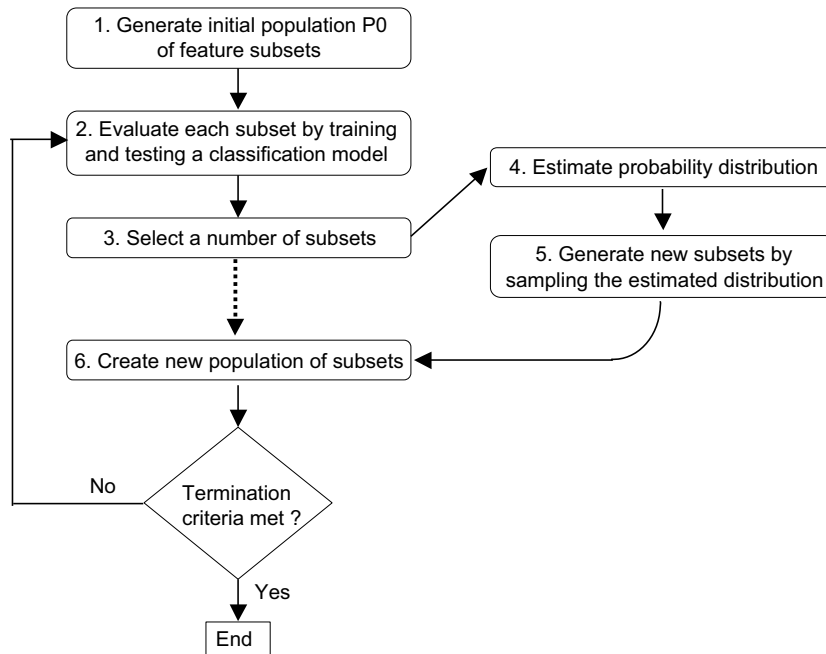 1. Generate initial population P0
of feature subsets
2. Evaluate each subset by training
and testing a classification model
3. Select a number of subsets
4. Estimate probability distribution
5. Generate new subsets by
sampling the estimated distribution
6. Create new population of subsets
No
Termination
criteria met ?
Yes
End